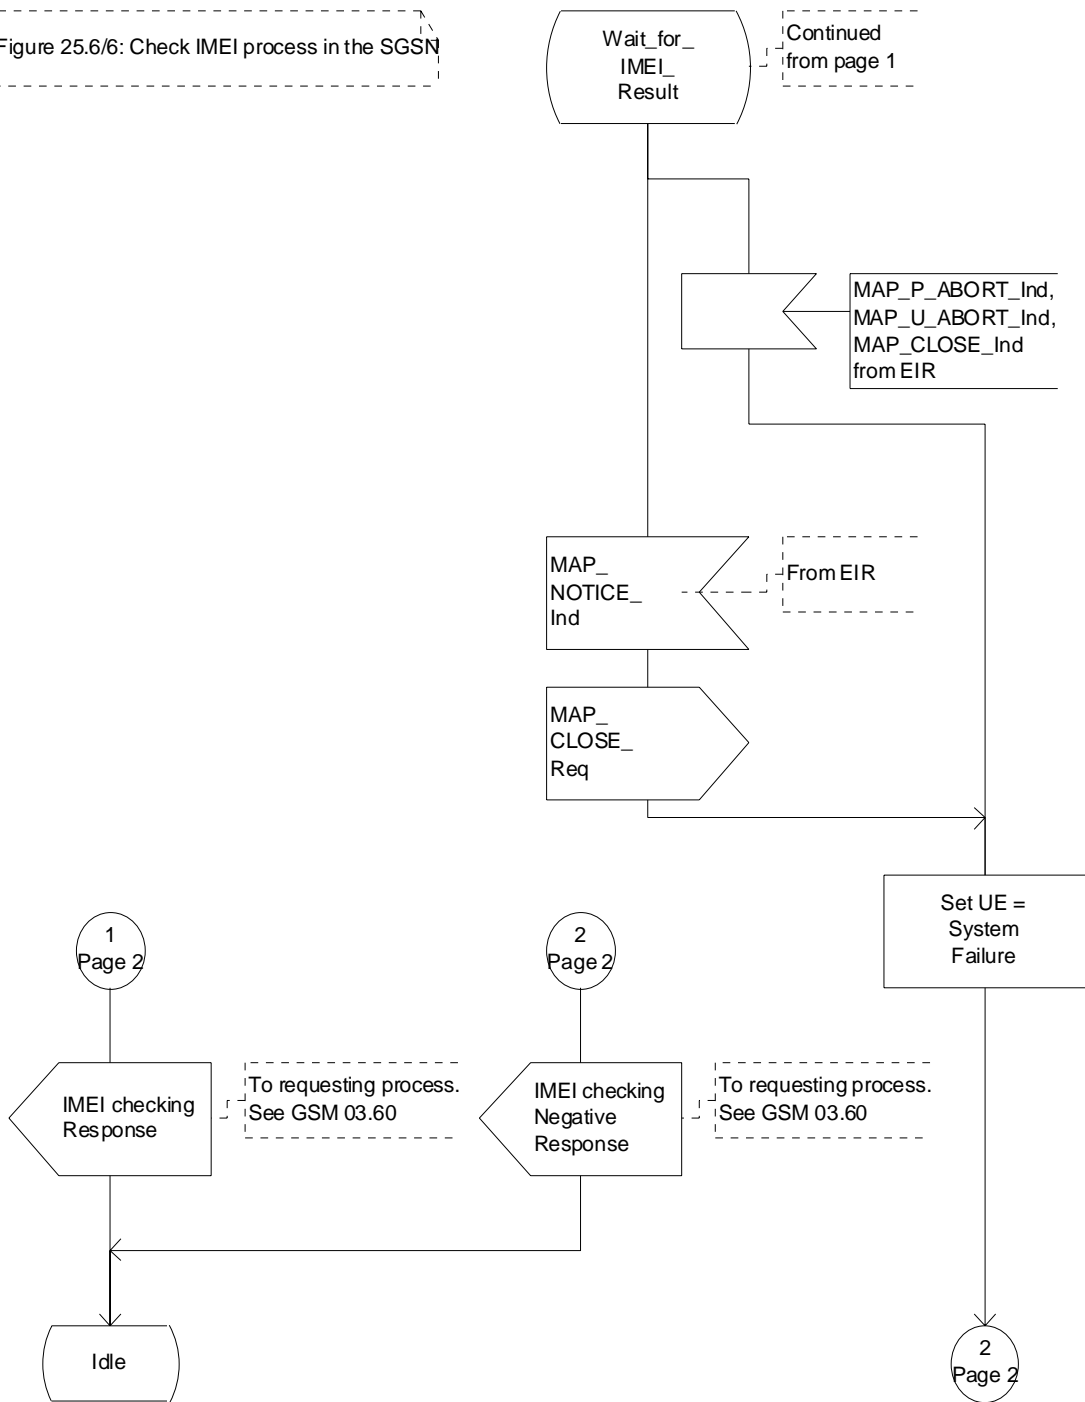 Figure 25.6/6: Check IMEI process in the SGSN
Wait_for_
IMEI_
Result
Continued
from page 1
MAP_P_ABORT_Ind,
MAP_U_ABORT_Ind,
MAP_CLOSE_Ind
from EIR
MAP_
NOTICE_
Ind
From EIR
MAP_
CLOSE_
Req
Set UE =
System
Failure
1
Page 2
2
Page 2
IMEI checking
Response
To requesting process.
See GSM 03.60
IMEI checking
Negative
Response
To requesting process.
See GSM 03.60
Idle
2
Page 2